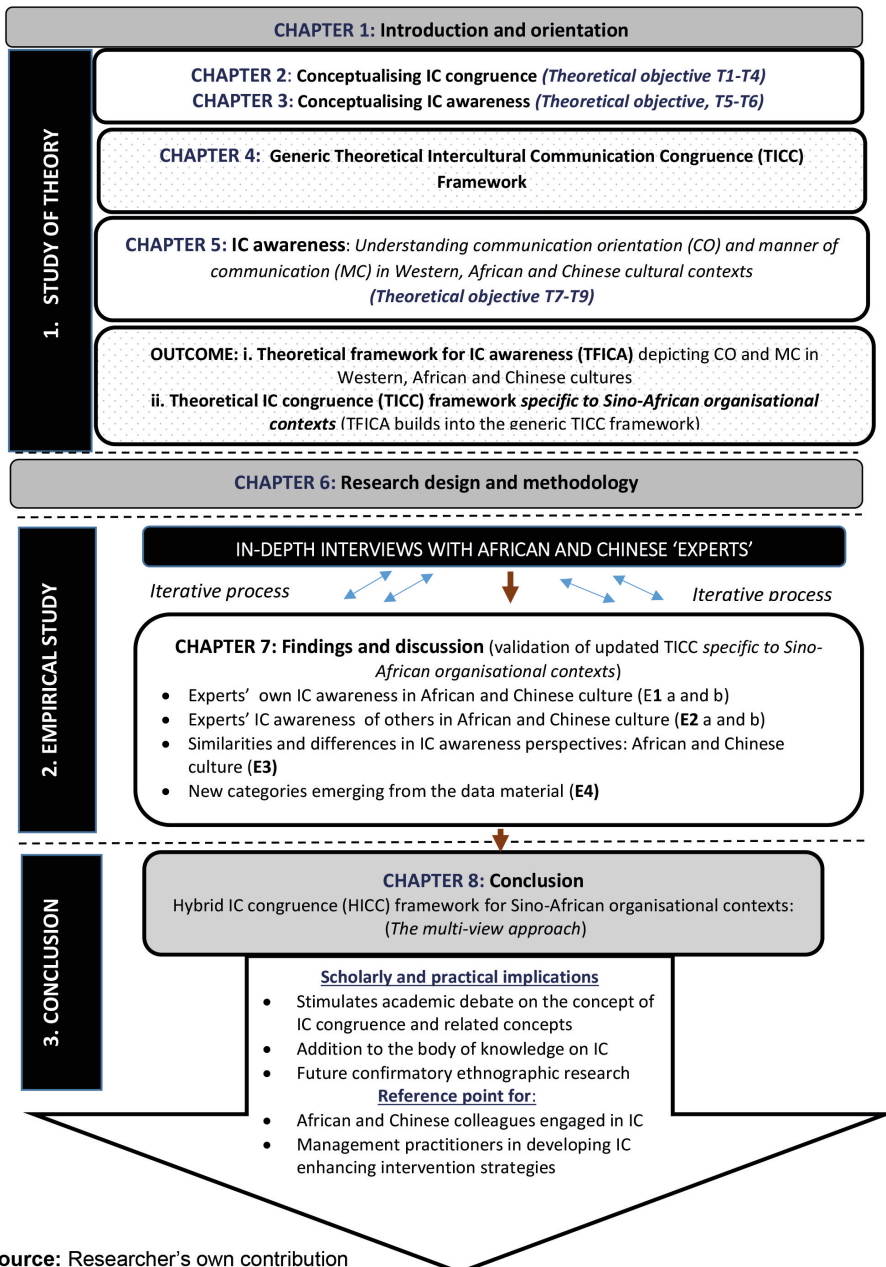 CHAPTER 1: Introduction and orientation
1. STUDY OF THEORY
CHAPTER 2: Conceptualising IC congruence (Theoretical objective T1-T4)
CHAPTER 3: Conceptualising IC awareness (Theoretical objective, T5-T6)
CHAPTER 4: Generic Theoretical Intercultural Communication Congruence (TICC)
Framework
CHAPTER 5: IC awareness: Understanding communication orientation (CO) and manner of
communication (MC) in Western, African and Chinese cultural contexts
(Theoretical objective T7-T9)
OUTCOME: i. Theoretical framework for IC awareness (TFICA) depicting CO and MC in
Western, African and Chinese cultures
ii. Theoretical IC congruence (TICC) framework specific to Sino-African organisational
contexts (TFICA builds into the generic TICC framework)
CHAPTER 6: Research design and methodology
2. EMPIRICAL STUDY
IN-DEPTH INTERVIEWS WITH AFRICAN AND CHINESE ‘EXPERTS’
Iterative process
Iterative process
CHAPTER 7: Findings and discussion (validation of updated TICC specific to Sino-
African organisational contexts)
• Experts’ own IC awareness in African and Chinese culture (E1 a and b)
• Experts’ IC awareness of others in African and Chinese culture (E2 a and b)
• Similarities and differences in IC awareness perspectives: African and Chinese
culture (E3)
• New categories emerging from the data material (E4)
3. CONCLUSION
CHAPTER 8: Conclusion
Hybrid IC congruence (HICC) framework for Sino-African organisational contexts:
(The multi-view approach)
Scholarly and practical implications
• Stimulates academic debate on the concept of
IC congruence and related concepts
• Addition to the body of knowledge on IC
• Future confirmatory ethnographic research
Reference point for:
• African and Chinese colleagues engaged in IC
• Management practitioners in developing IC
enhancing intervention strategies
ource: Researcher’s own contribution